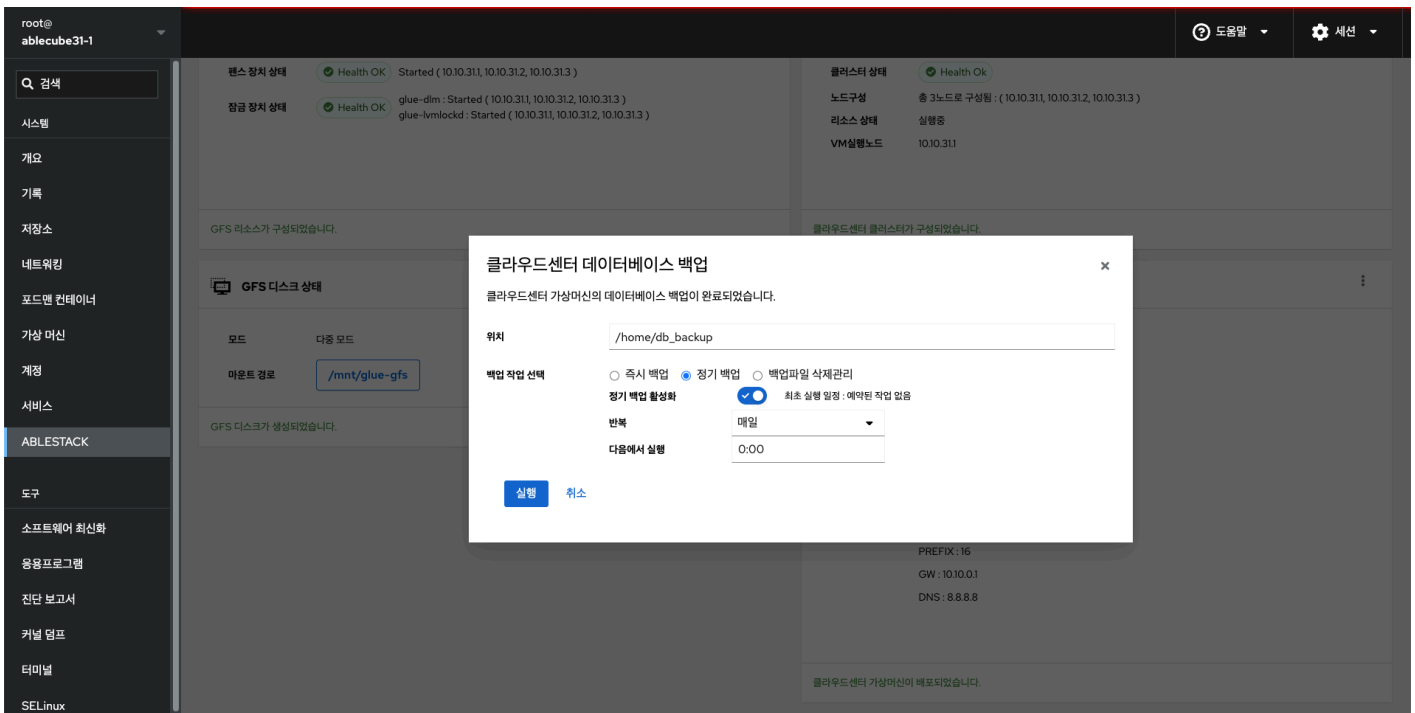 root@
ablecube31-1
도움말
세션
검색
시스템
개요
기록
저장소
네트워킹
포드맨 컨테이너
가상 머신
계정
서비스
ABLESTACK
도구
소프트웨어 최신화
응용프로그램
진단 보고서
커널 덤프
터미널
SELinux
펜스 장치 상태 Health OK Started ( 10.10.31.1, 10.10.31.2, 10.10.31.3 )
잠금 장치 상태 Health OK glue-dlm : Started ( 10.10.31.1, 10.10.31.2, 10.10.31.3 )
glue-lvmlockd : Started ( 10.10.31.1, 10.10.31.2, 10.10.31.3 )
GFS 리소스가 구성되었습니다.
클러스터 상태 Health Ok
노드구성 총 3노드로 구성됨 : ( 10.10.31.1, 10.10.31.2, 10.10.31.3 )
리소스 상태 실행중
VM실행노드 10.10.31.1
클라우드센터 클러스터가 구성되었습니다.
GFS 디스크 상태
모드 다중 모드
마운트 경로 /mnt/glue-gfs
GFS 디스크가 생성되었습니다.
클라우드센터 데이터베이스 백업
클라우드센터 가상머신의 데이터베이스 백업이 완료되었습니다.
위치 /home/db_backup
백업 작업 선택 즉시 백업 정기 백업 백업파일 삭제관리
정기 백업 활성화 최초 실행 일정 : 예약된 작업 없음
반복 매일
다음에서 실행 0:00
실행 취소
PREFIX : 16
GW : 10.10.0.1
DNS : 8.8.8.8
클라우드센터 가상머신이 배포되었습니다.